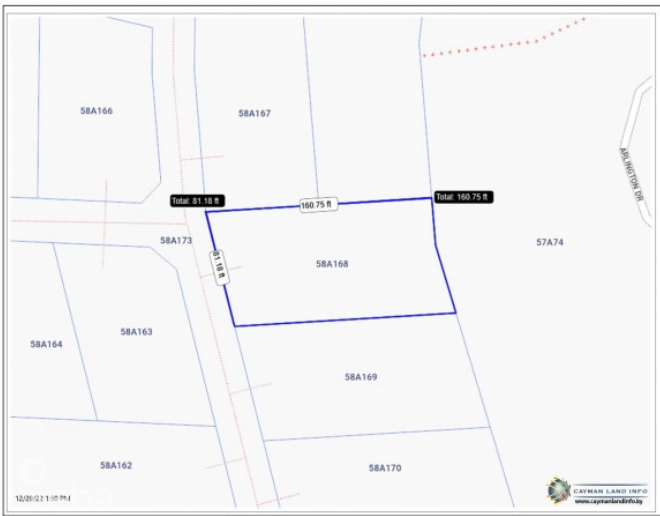 58A166
58A167
ARLINGTON DR
Total: 81.18 ft
160.75 ft
Total: 160.75 ft
58A173
81.18 ft
58A168
57A74
58A164
58A163
58A169
58A162
58A170
CAYMAN LAND INFO
www.caymanlandinfo.ky